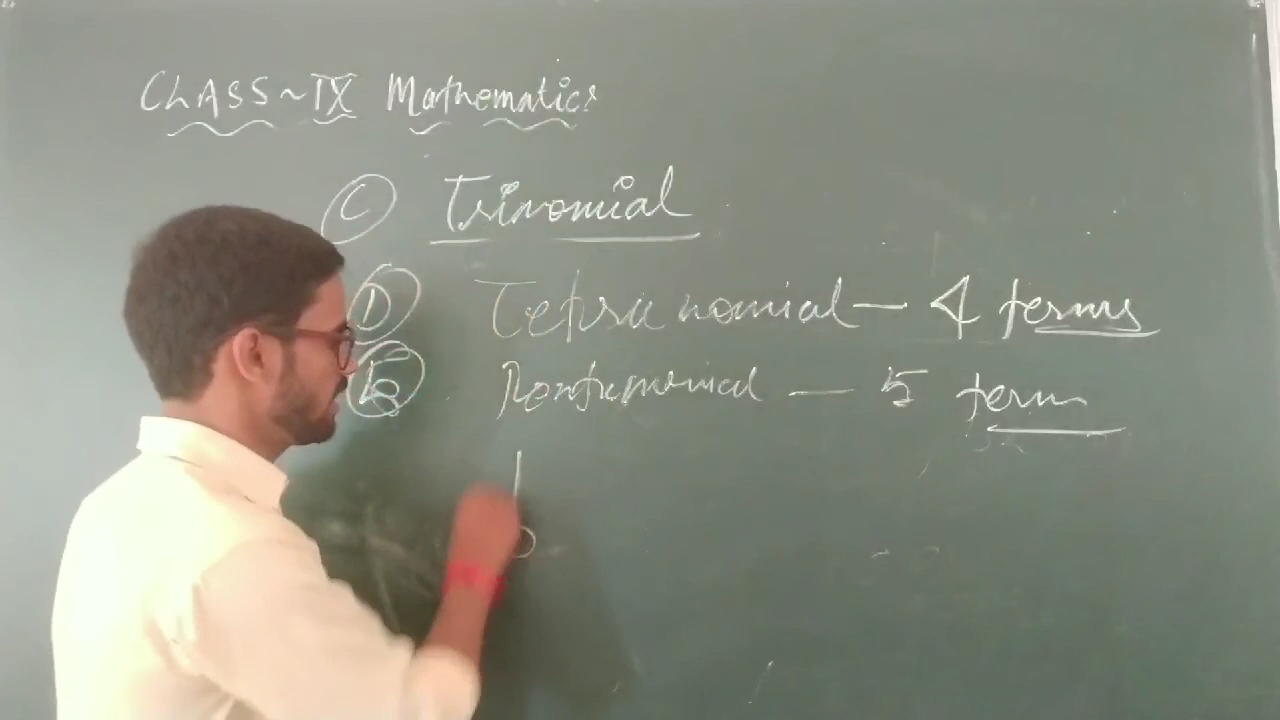 CLASS ~ IX Mathematics
(C) Trinomial
(D) Tetranomial — 4 terms
(E) Pentanomial — 5 term